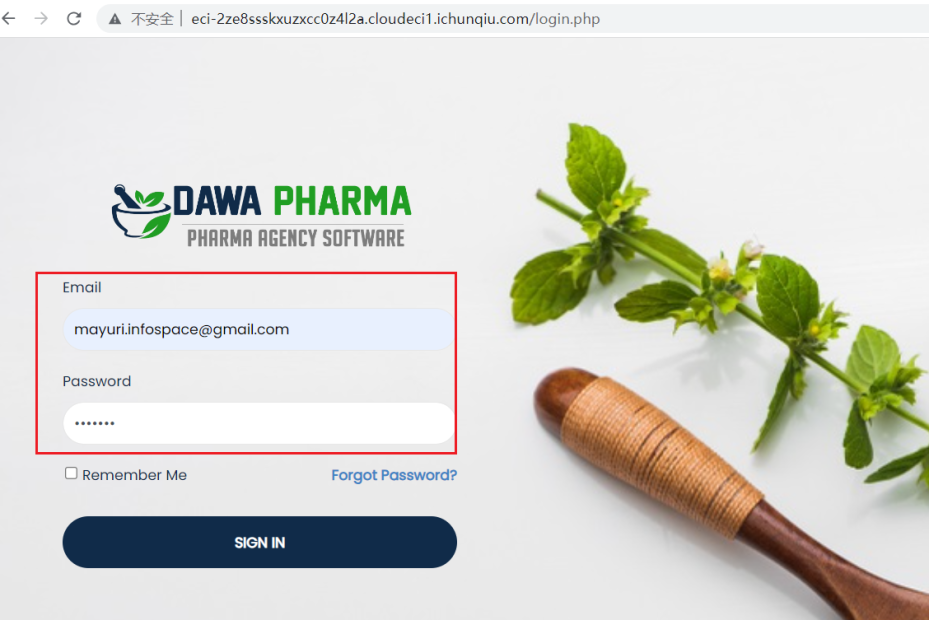 不安全 | eci-2ze8ssskxuzxcc0z4l2a.cloudeci1.ichunqiu.com/login.php
DAWA PHARMA
PHARMA AGENCY SOFTWARE
Email
mayuri.infospace@gmail.com
Password
•••••••
Remember Me
Forgot Password?
SIGN IN